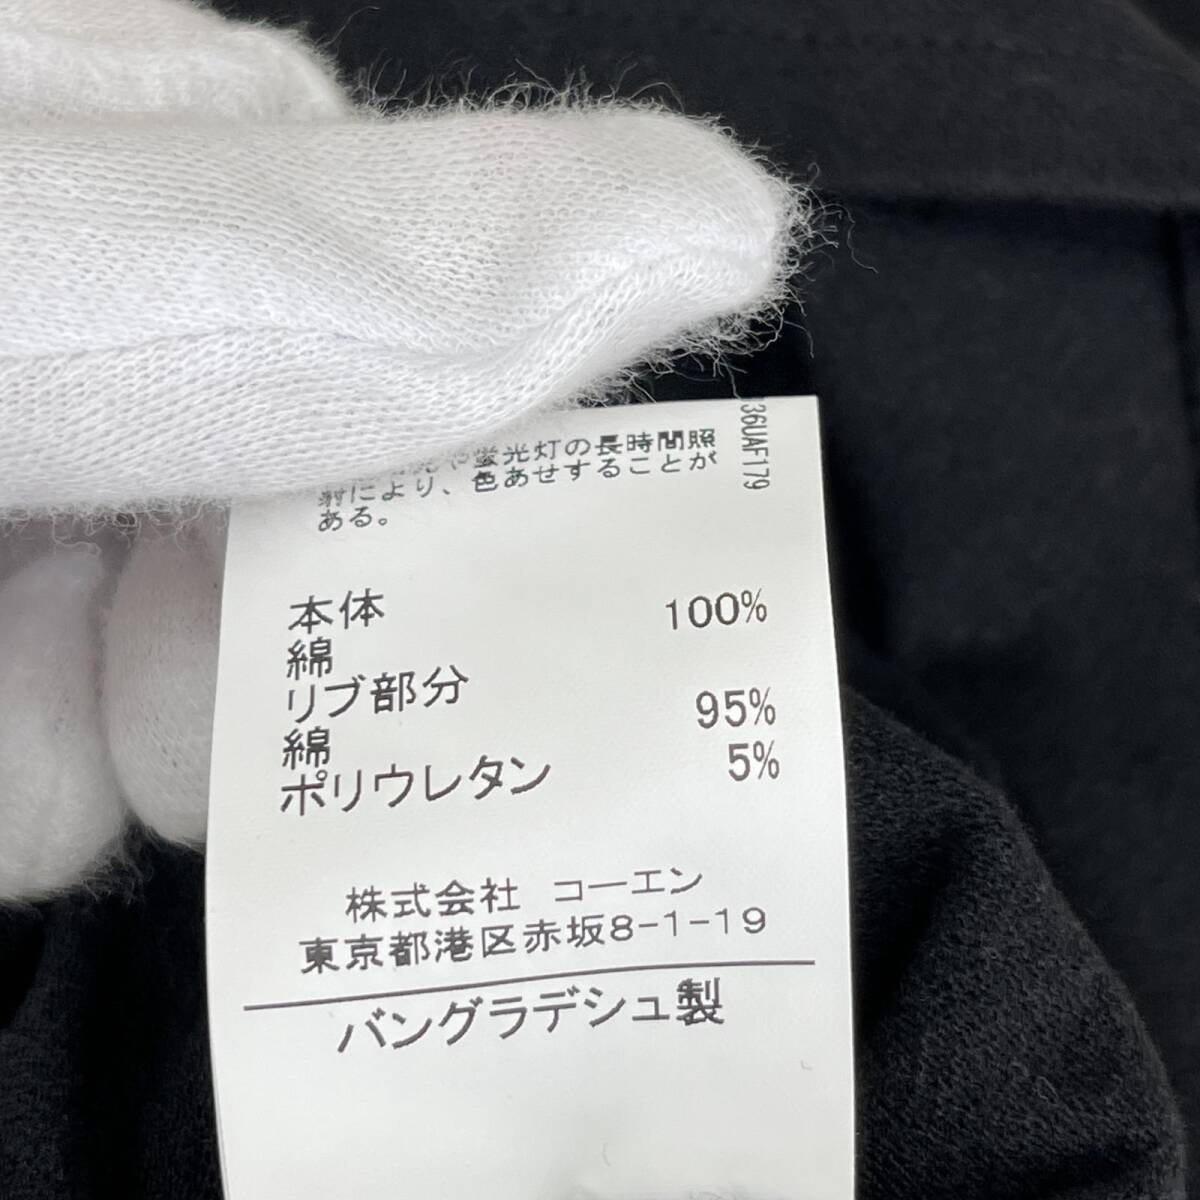 や蛍光灯の長時間照
射により、色あせすることが
ある。
36UAF179
本体
綿 100%
リブ部分
綿 95%
ポリウレタン 5%
株式会社 コーエン
東京都港区赤坂8-1-19
バングラデシュ製